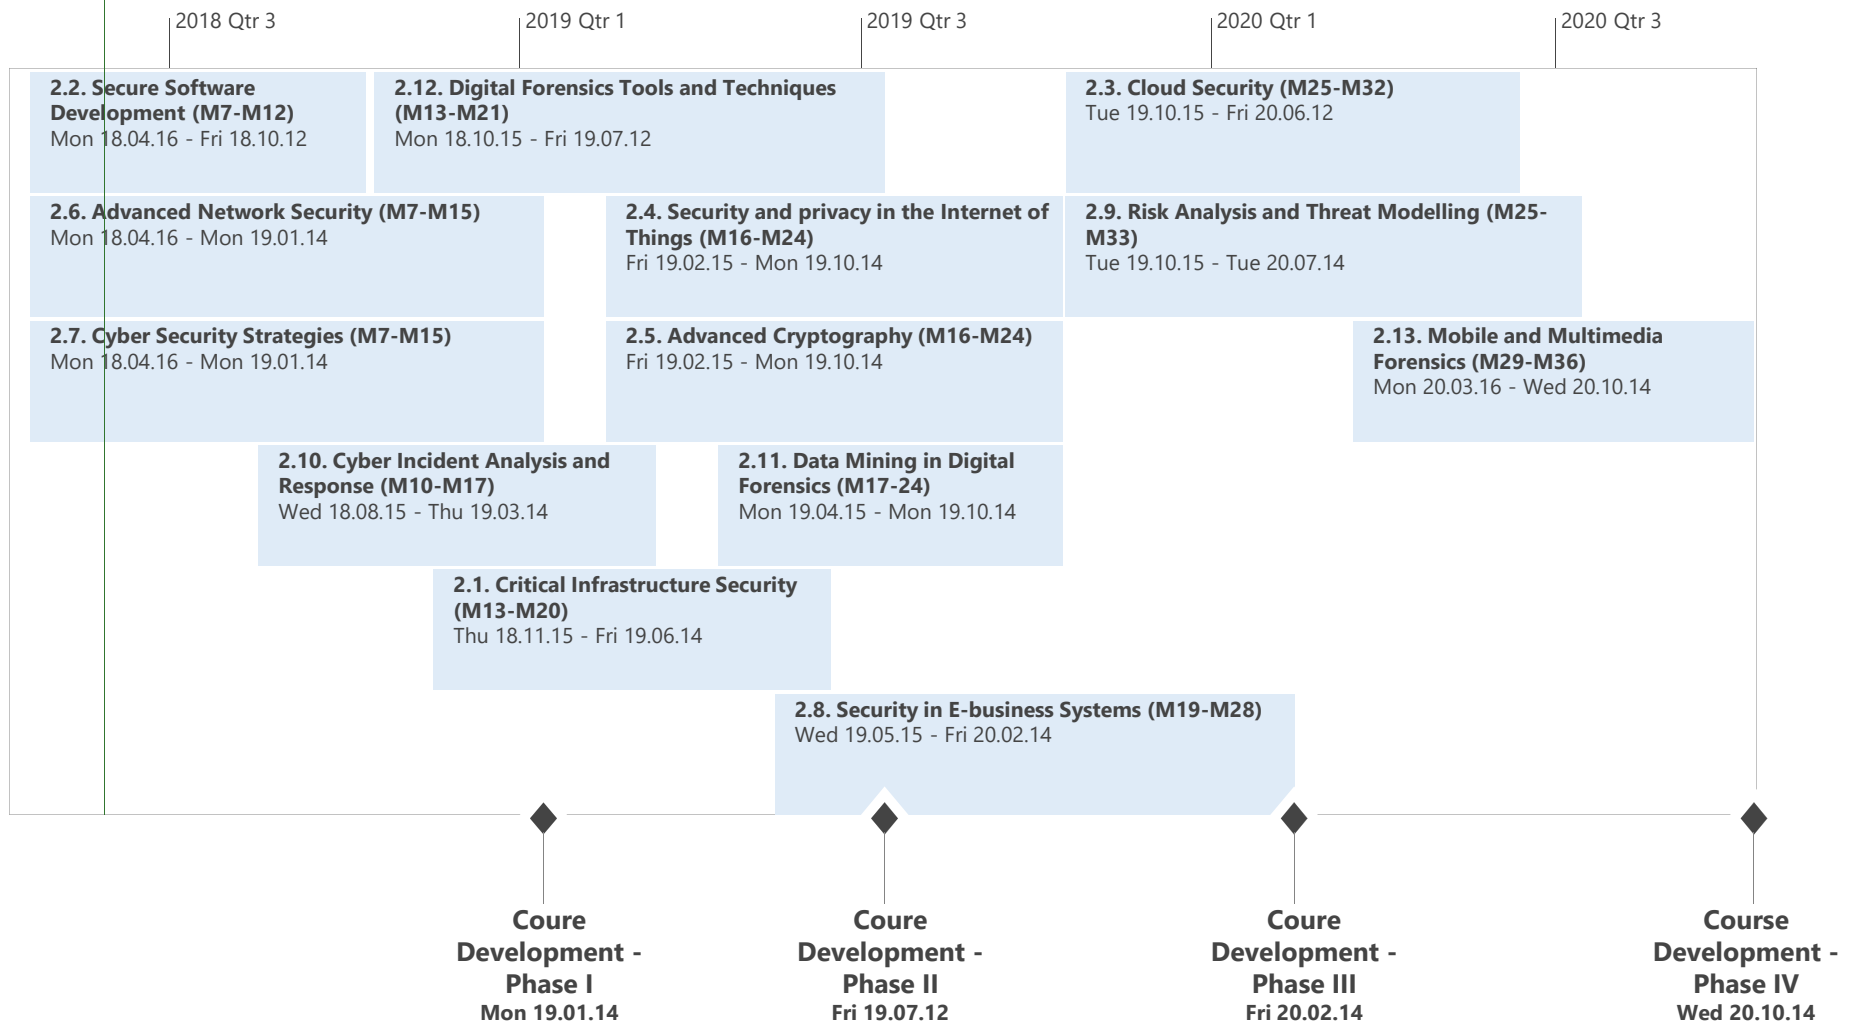 2018 Qtr 3
2019 Qtr 1
2019 Qtr 3
2020 Qtr 1
2020 Qtr 3
2.2. Secure Software
Development (M7-M12)
Mon 18.04.16 - Fri 18.10.12
2.12. Digital Forensics Tools and Techniques
(M13-M21)
Mon 18.10.15 - Fri 19.07.12
2.3. Cloud Security (M25-M32)
Tue 19.10.15 - Fri 20.06.12
2.6. Advanced Network Security (M7-M15)
Mon 18.04.16 - Mon 19.01.14
2.4. Security and privacy in the Internet of
Things (M16-M24)
Fri 19.02.15 - Mon 19.10.14
2.9. Risk Analysis and Threat Modelling (M25-
M33)
Tue 19.10.15 - Tue 20.07.14
2.7. Cyber Security Strategies (M7-M15)
Mon 18.04.16 - Mon 19.01.14
2.5. Advanced Cryptography (M16-M24)
Fri 19.02.15 - Mon 19.10.14
2.13. Mobile and Multimedia
Forensics (M29-M36)
Mon 20.03.16 - Wed 20.10.14
2.10. Cyber Incident Analysis and
Response (M10-M17)
Wed 18.08.15 - Thu 19.03.14
2.11. Data Mining in Digital
Forensics (M17-24)
Mon 19.04.15 - Mon 19.10.14
2.1. Critical Infrastructure Security
(M13-M20)
Thu 18.11.15 - Fri 19.06.14
2.8. Security in E-business Systems (M19-M28)
Wed 19.05.15 - Fri 20.02.14
Coure
Development -
Phase I
Mon 19.01.14
Coure
Development -
Phase II
Fri 19.07.12
Coure
Development -
Phase III
Fri 20.02.14
Course
Development -
Phase IV
Wed 20.10.14